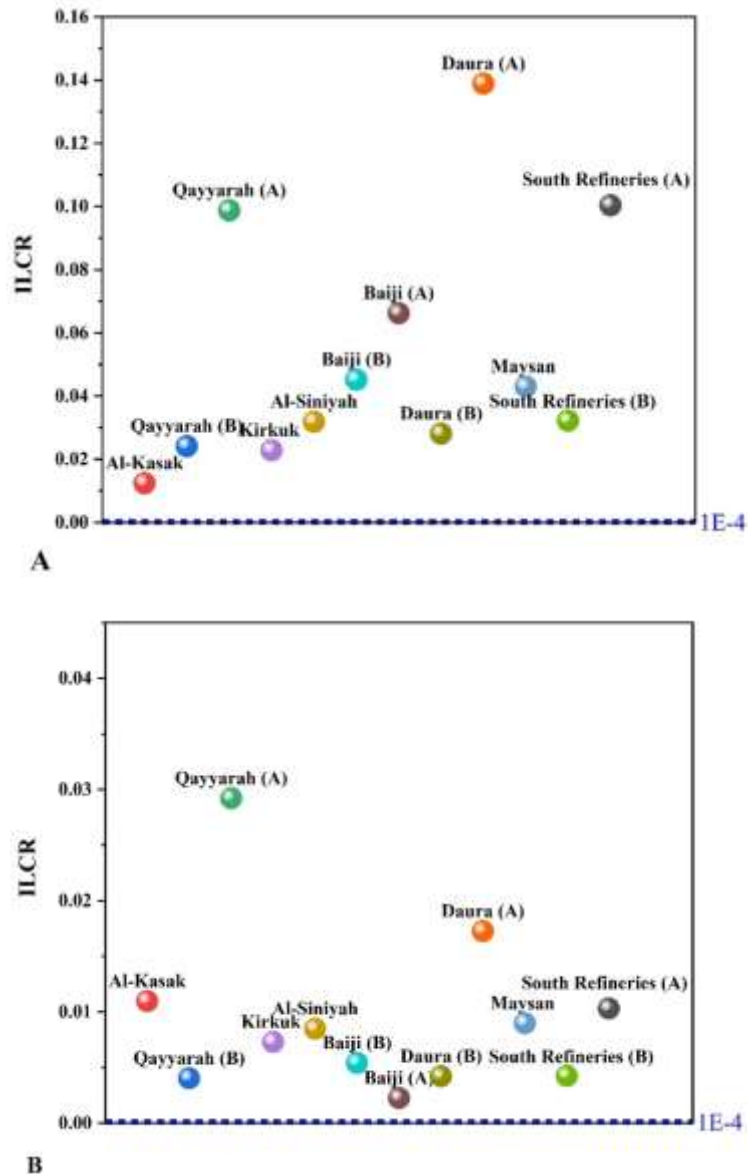 0.16
Daura (A)
0.14
0.12
South Refineries (A)
Qayyarah (A)
0.10
ILCR
0.08
Baiji (A)
0.06
Baiji (B)
Maysan
0.04
Al-Siniyah
Daura (B)
South Refineries (B)
Qayyarah (B)
Kirkuk
0.02
Al-Kasak
0.00
1E-4
A
0.04
Qayyarah (A)
0.03
ILCR
0.02
Daura (A)
Al-Kasak
South Refineries (A)
0.01
Al-Siniyah
Maysan
Kirkuk
Qayyarah (B)
Baiji (B)
Daura (B)
South Refineries (B)
Baiji (A)
0.00
1E-4
B